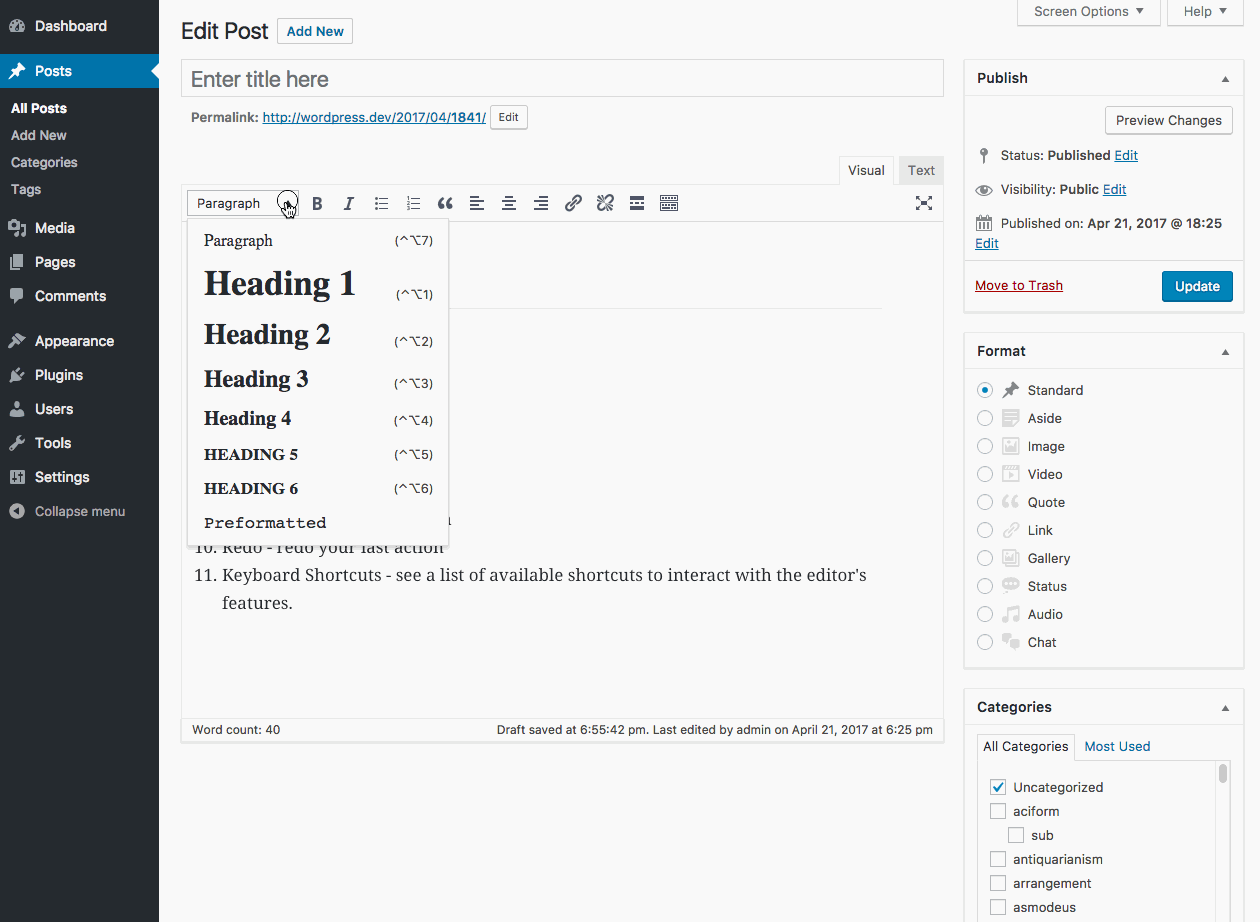 Dashboard
Posts
All Posts
Add New
Categories
Tags
Media
Pages
Comments
Appearance
Plugins
Users
Tools
Settings
Collapse menu
Screen Options
Help
Edit Post
Add New
Enter title here
Permalink: http://wordpress.dev/2017/04/1841/
Edit
Visual
Text
Paragraph
Paragraph (^⌥7)
Heading 1 (^⌥1)
Heading 2 (^⌥2)
Heading 3 (^⌥3)
Heading 4 (^⌥4)
HEADING 5 (^⌥5)
HEADING 6 (^⌥6)
Preformatted
10. Redo - redo your last action
11. Keyboard Shortcuts - see a list of available shortcuts to interact with the editor's
features.
Word count: 40
Draft saved at 6:55:42 pm. Last edited by admin on April 21, 2017 at 6:25 pm
Publish
Preview Changes
Status: Published Edit
Visibility: Public Edit
Published on: Apr 21, 2017 @ 18:25
Edit
Move to Trash
Update
Format
Standard
Aside
Image
Video
Quote
Link
Gallery
Status
Audio
Chat
Categories
All Categories
Most Used
Uncategorized
aciform
sub
antiquarianism
arrangement
asmodeus